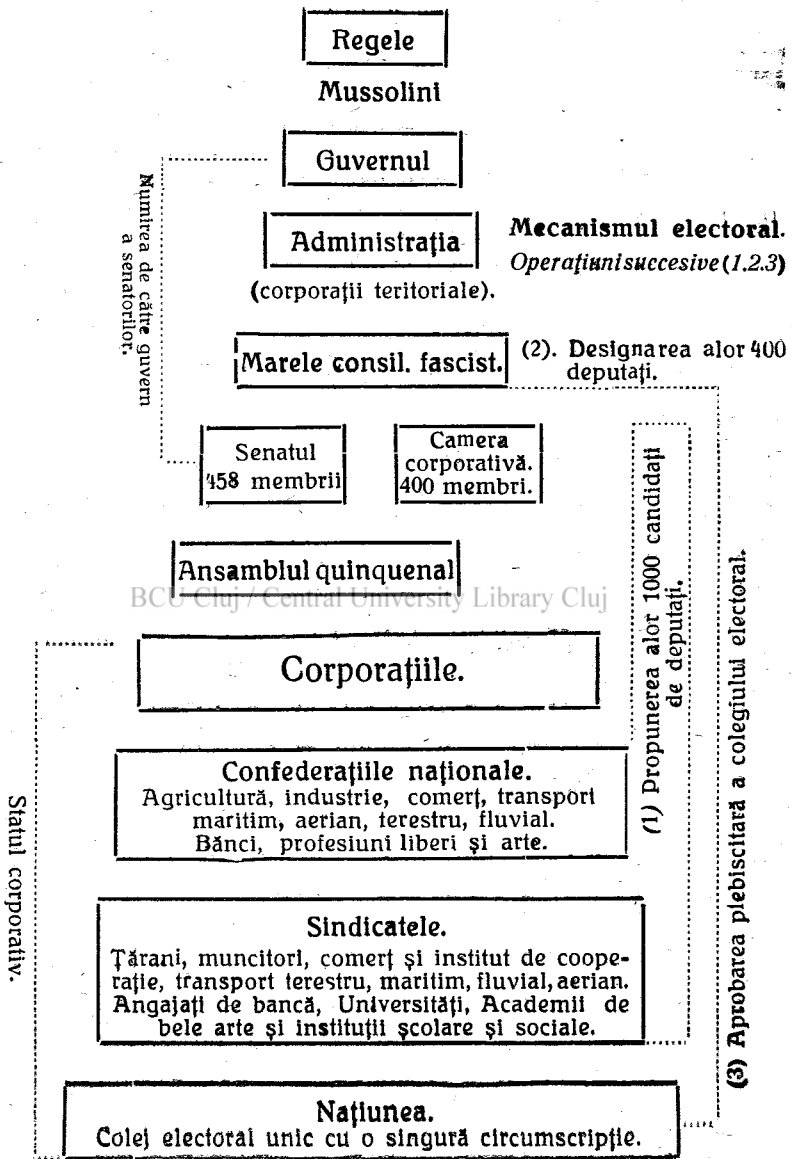 Regele
Mussolini
Guvernul
Numirea de către guvern
a senatorilor.
Administrația
(corporații teritoriale).
Mecanismul electoral.
Operațiuni succesive (1.2.3)
Marele consil. fascist.
(2). Designarea alor 400
deputați.
Senatul
458 membrii
Camera
corporativă.
400 membri.
Ansamblul quinquenal
BCU Cluj / Central University Library Cluj
Corporațiile.
(1) Propunerea alor 1000 candidați
de deputați.
(3) Aprobarea plebiscitară a colegiului electoral.
Confederațiile naționale.
Agricultură, industrie, comerț, transport
maritim, aerian, terestru, fluvial.
Bănci, profesiuni liberi și arte.
Statul corporativ.
Sindicatele.
Țărani, muncitori, comerț și institut de coope-
rație, transport terestru, maritim, fluvial, aerian.
Angajați de bancă, Universități, Academii de
bele arte și instituții școlare și sociale.
Națiunea.
Colej electoral unic cu o singură circumscripție.